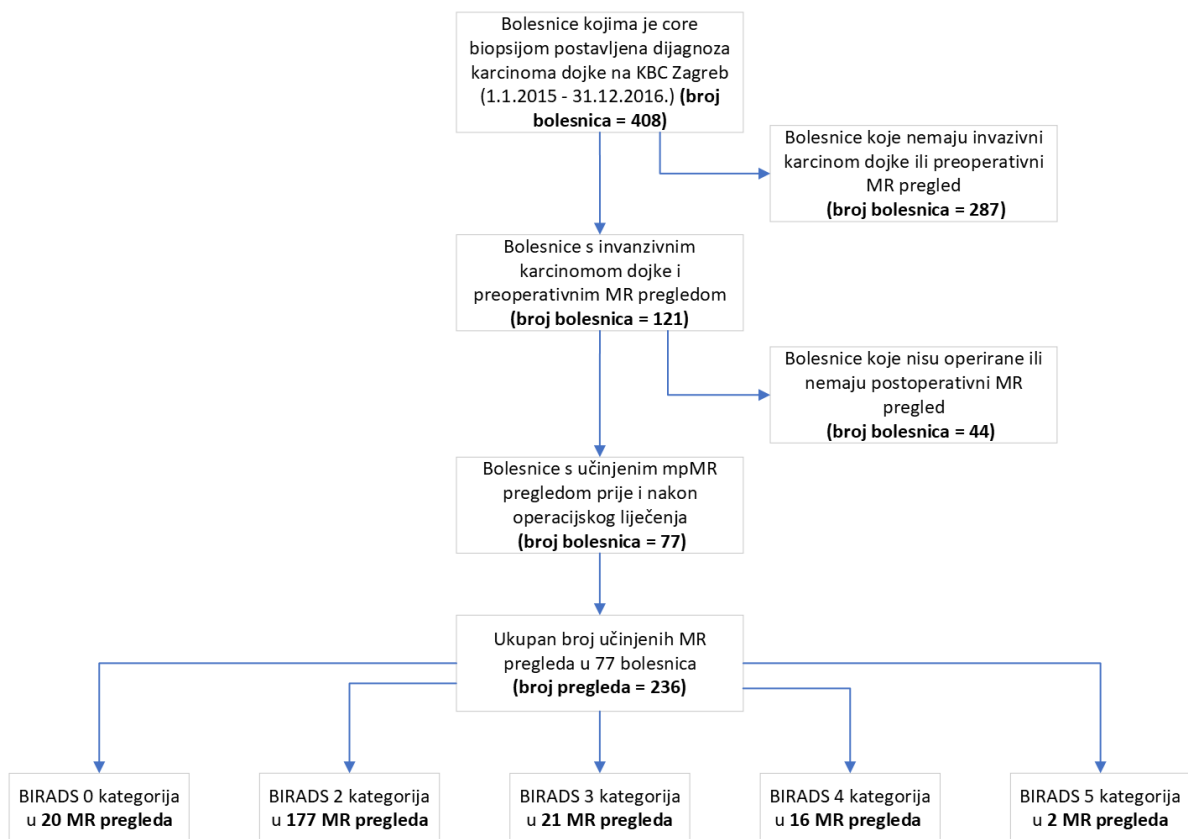 Bolesnice kojima je core
biopsijom postavljena dijagnoza
karcinoma dojke na KBC Zagreb
(1.1.2015 - 31.12.2016.) (broj
bolesnica = 408)
Bolesnice koje nemaju invazivni
karcinom dojke ili preoperativni
MR pregled
(broj bolesnica = 287)
Bolesnice s invanzivnim
karcinomom dojke i
preoperativnim MR pregledom
(broj bolesnica = 121)
Bolesnice koje nisu operirane ili
nemaju postoperativni MR
pregled
(broj bolesnica = 44)
Bolesnice s učinjenim mpMR
pregledom prije i nakon
operacijskog liječenja
(broj bolesnica = 77)
Ukupan broj učinjenih MR
pregleda u 77 bolesnica
(broj pregleda = 236)
BIRADS 0 kategorija
u 20 MR pregleda
BIRADS 2 kategorija
u 177 MR pregleda
BIRADS 3 kategorija
u 21 MR pregleda
BIRADS 4 kategorija
u 16 MR pregleda
BIRADS 5 kategorija
u 2 MR pregleda